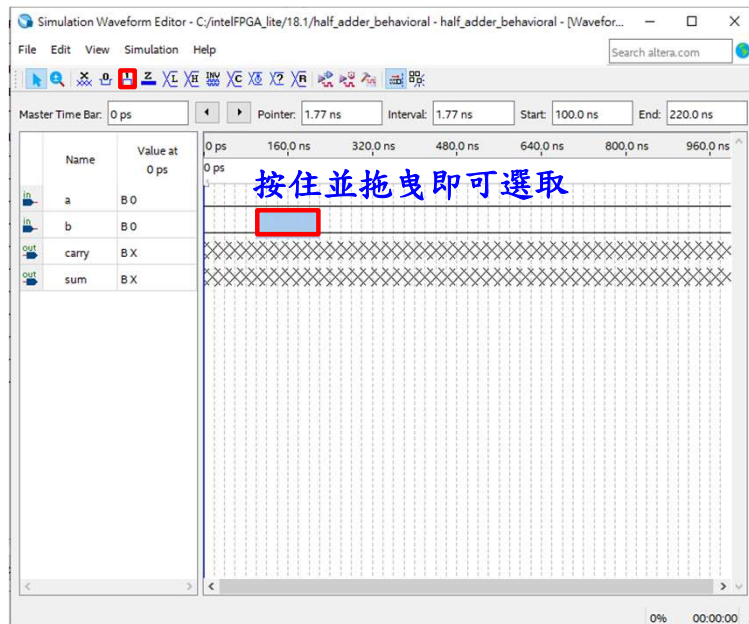 Simulation Waveform Editor - C:/intelFPGA_lite/18.1/half_adder_behavioral - half_adder_behavioral - [Wavefor...
File Edit View Simulation Help
Search altera.com
Master Time Bar: 0 ps Pointer: 1.77 ns Interval: 1.77 ns Start: 100.0 ns End: 220.0 ns
Name Value at 0 ps
0 ps 160.0 ns 320.0 ns 480.0 ns 640.0 ns 800.0 ns 960.0 ns
0 ps
按住並拖曳即可選取
in a B 0
in b B 0
out carry B X
out sum B X
0% 00:00:00